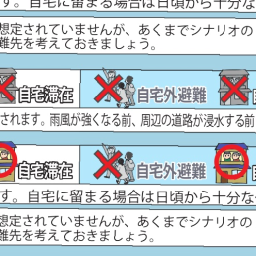 す。自宅に留まる場合は日頃から十分な
想定されていませんが、あくまでシナリオの
難先を考えておきましょう。
自宅滞在 自宅外避難
されます。雨風が強くなる前、周辺の道路が浸水する前
自宅滞在 自宅外避難
す。自宅に留まる場合は日頃から十分な
想定されていませんが、あくまでシナリオの
難先を考えておきましょう。